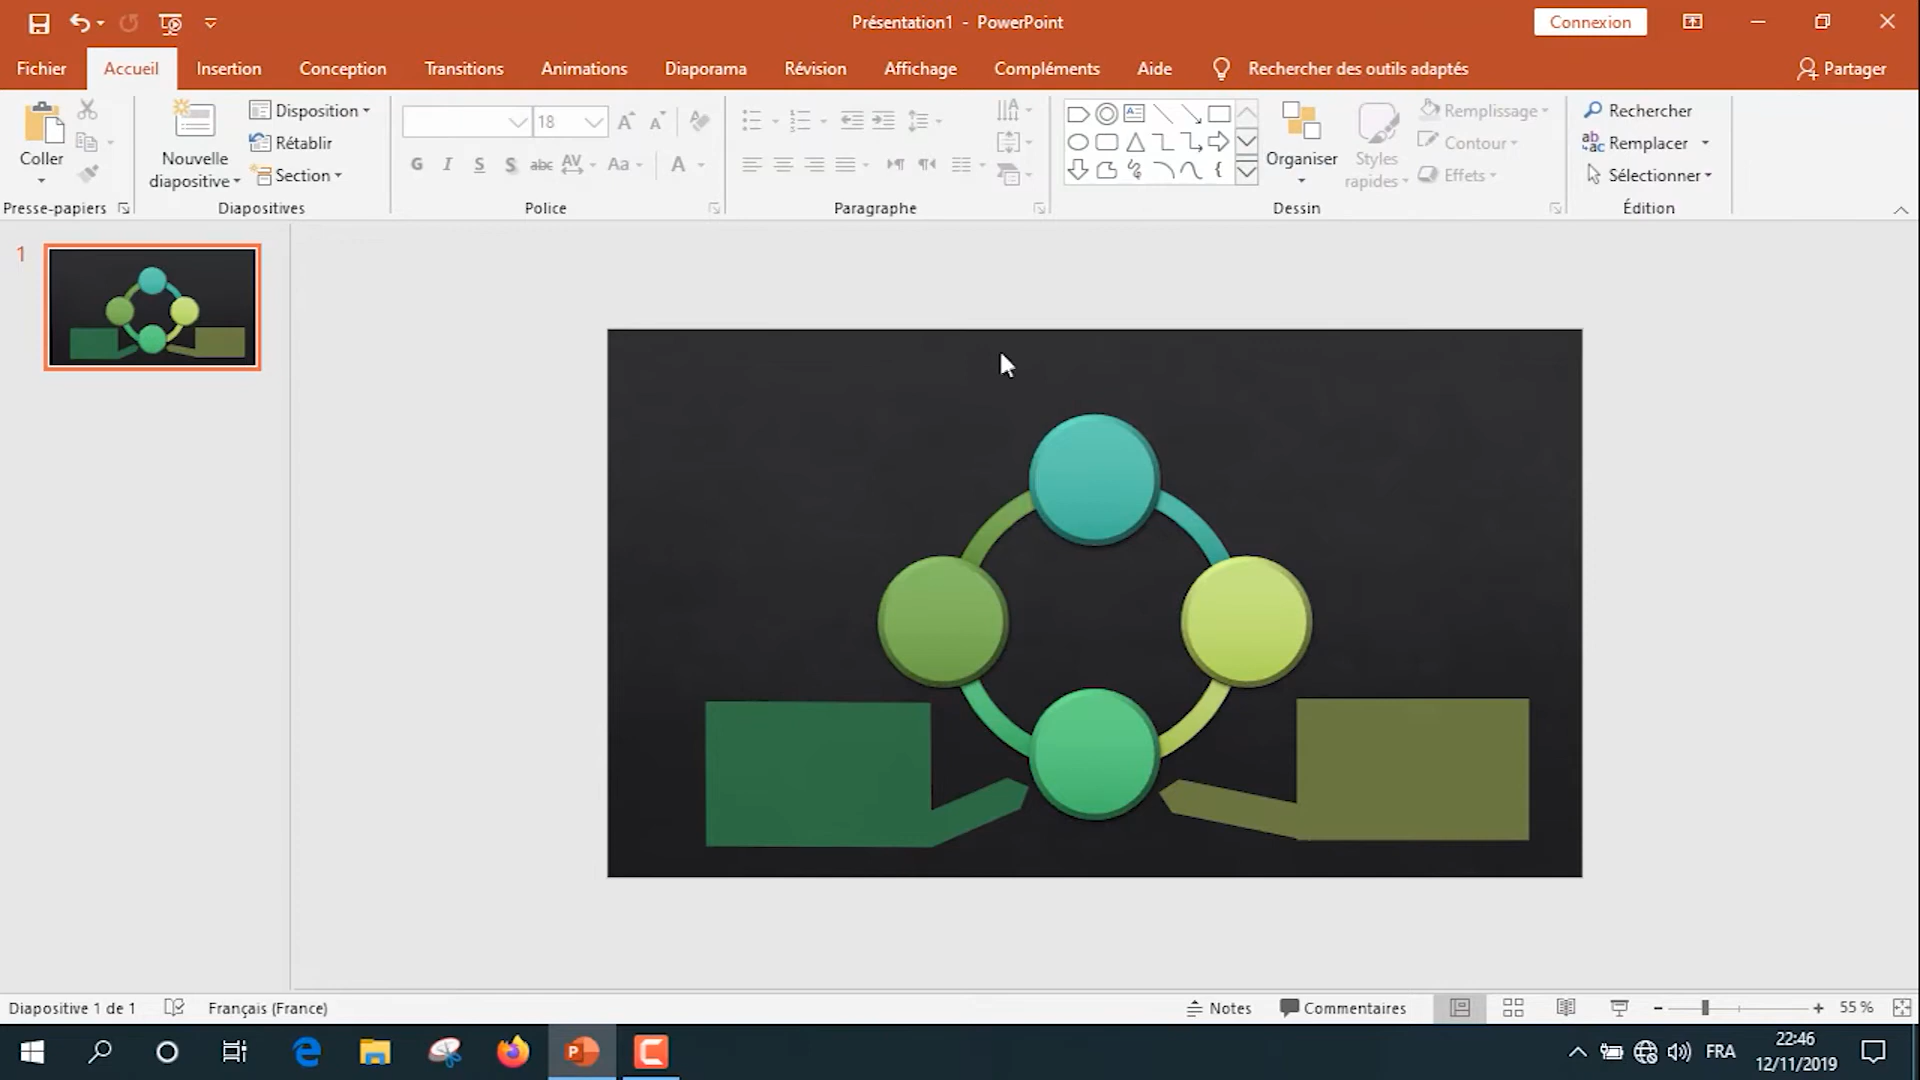 Présentation1 - PowerPoint
Connexion
Fichier Accueil Insertion Conception Transitions Animations Diaporama Révision Affichage Compléments Aide Rechercher des outils adaptés Partager
Coller
Nouvelle diapositive
Disposition
Rétablir
Section
18
G I S S abc AV Aa A
Organiser
Styles rapides
Remplissage
Contour
Effets
Rechercher
Remplacer
Sélectionner
Presse-papiers Diapositives Police Paragraphe Dessin Édition
1
Diapositive 1 de 1 Français (France) Notes Commentaires 55 %
FRA
22:46
12/11/2019